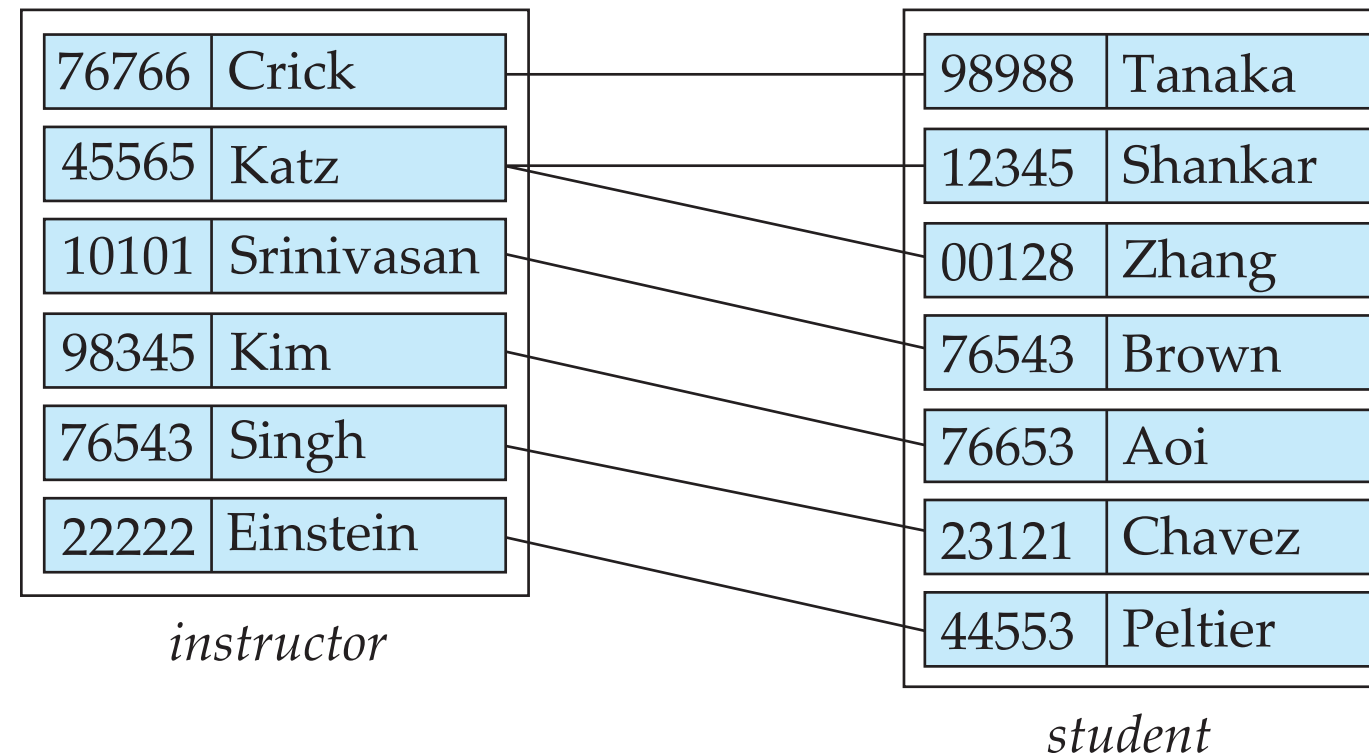 76766 Crick
45565 Katz
10101 Srinivasan
98345 Kim
76543 Singh
22222 Einstein
instructor
98988 Tanaka
12345 Shankar
00128 Zhang
76543 Brown
76653 Aoi
23121 Chavez
44553 Peltier
student